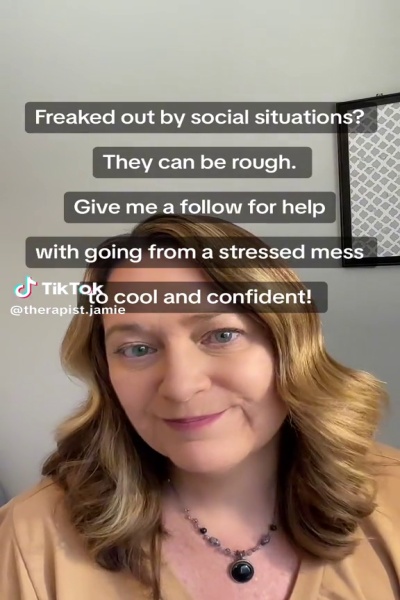 Freaked out by social situations?
They can be rough.
Give me a follow for help
with going from a stressed mess
to cool and confident!
TikTok
@therapist.jamie